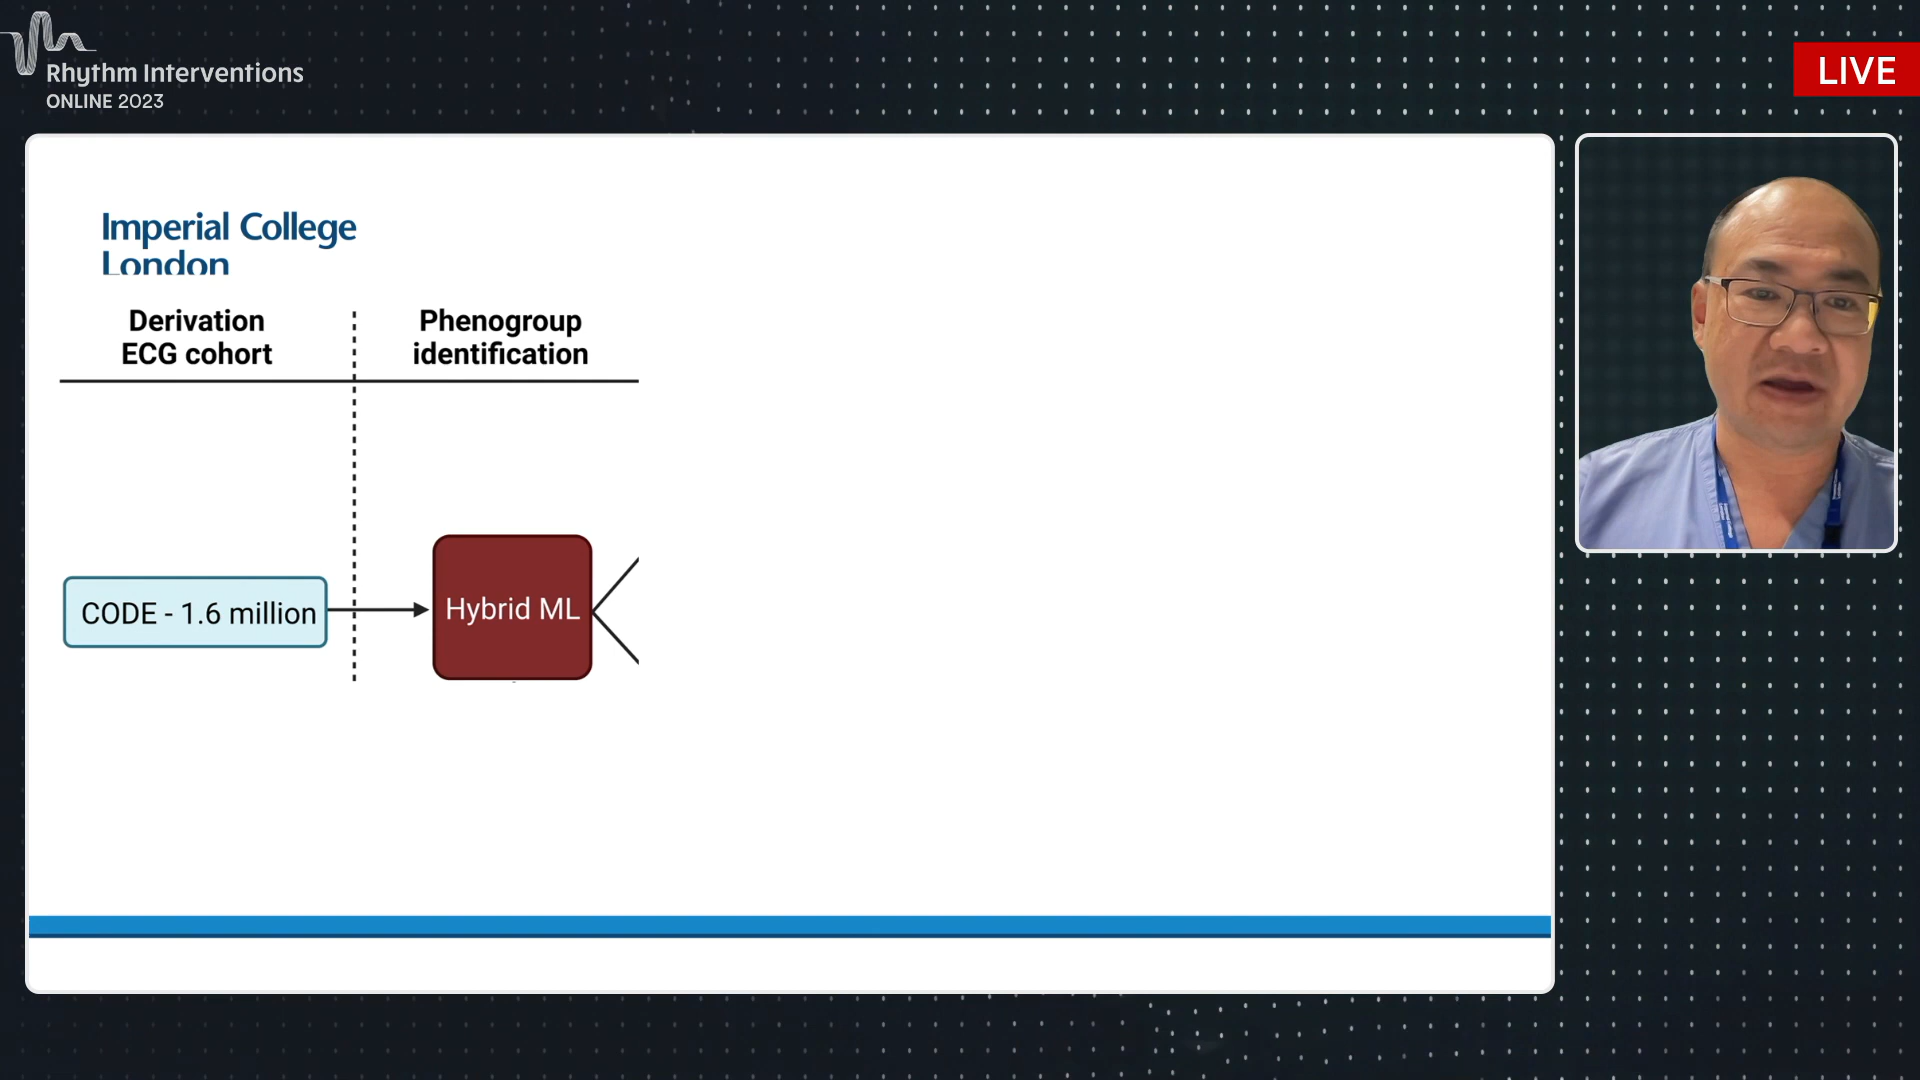 Rhythm Interventions
ONLINE 2023
LIVE
Imperial College
London
Derivation
ECG cohort
Phenogroup
identification
CODE - 1.6 million
Hybrid ML